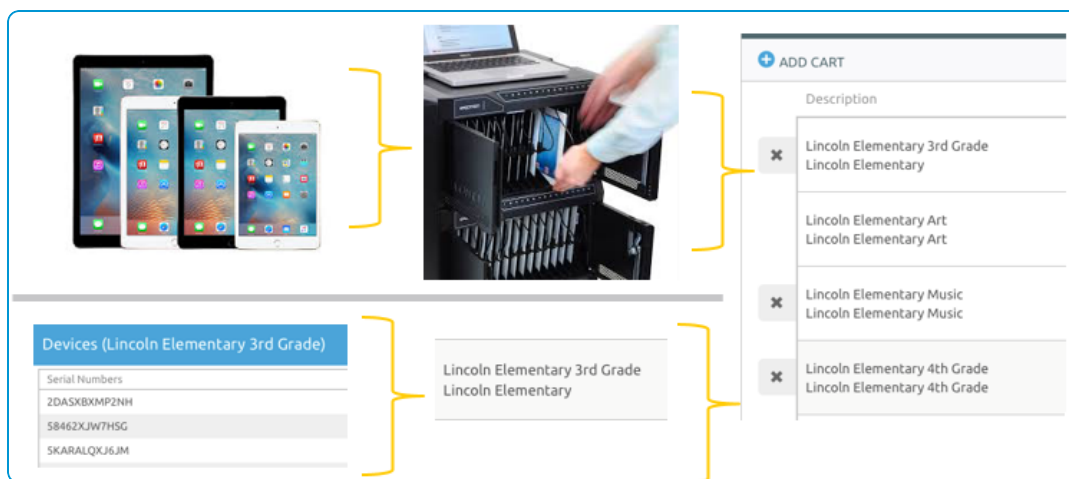 ADD CART
Description
Lincoln Elementary 3rd Grade
Lincoln Elementary
Lincoln Elementary Art
Lincoln Elementary Art
Lincoln Elementary Music
Lincoln Elementary Music
Lincoln Elementary 4th Grade
Lincoln Elementary 4th Grade
Devices (Lincoln Elementary 3rd Grade)
Serial Numbers
2DASXBXMP2NH
58462XJW7HSG
5KARALQXJ6JM
Lincoln Elementary 3rd Grade
Lincoln Elementary